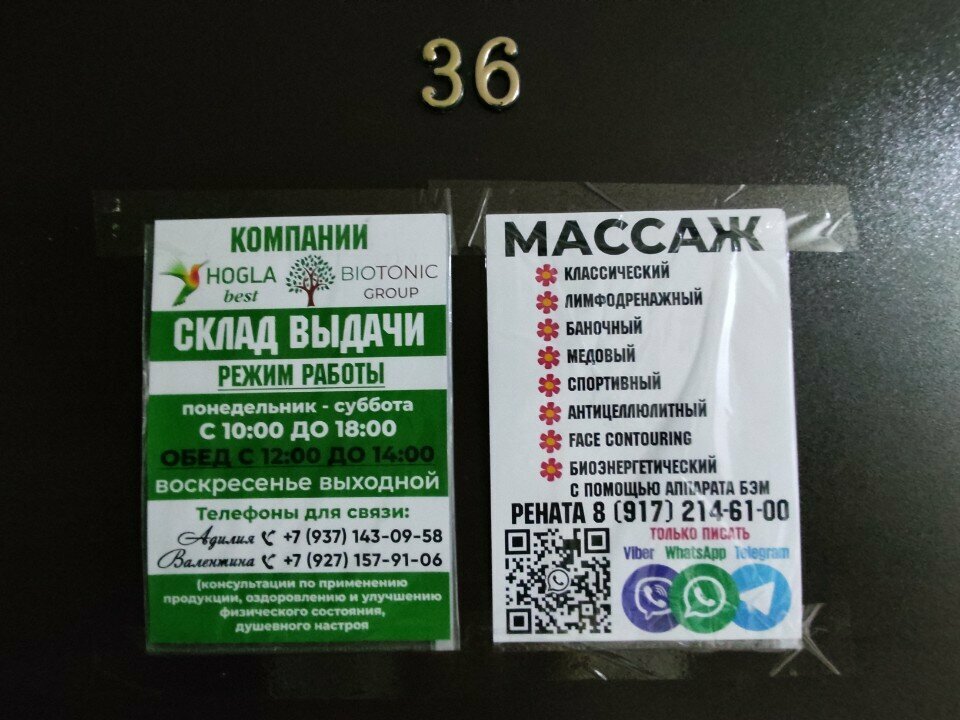 36
КОМПАНИИ
HOGLA
best
BIOTONIC
GROUP
СКЛАД ВЫДАЧИ
РЕЖИМ РАБОТЫ
понедельник - суббота
С 10:00 ДО 18:00
ОБЕД С 12:00 ДО 14:00
воскресенье выходной
Телефоны для связи:
Адилия +7 (937) 143-09-58
Валентина +7 (927) 157-91-06
(консультации по применению
продукции, оздоровлению и улучшению
физического состояния,
душевного настроя
МАССАЖ
КЛАССИЧЕСКИЙ
ЛИМФОДРЕНАЖНЫЙ
БАНОЧНЫЙ
МЕДОВЫЙ
СПОРТИВНЫЙ
АНТИЦЕЛЛЮЛИТНЫЙ
FACE CONTOURING
БИОЭНЕРГЕТИЧЕСКИЙ
С ПОМОЩЬЮ АППАРАТА БЭМ
РЕНАТА 8 (917) 214-61-00
ТОЛЬКО ПИСАТЬ
Viber WhatsApp Telegram